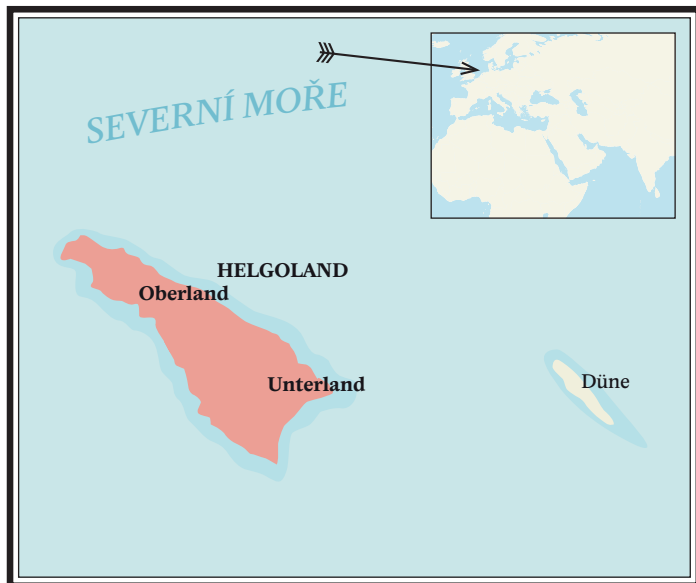 SEVERNÍ MOŘE
HELGOLAND
Oberland
Unterland
Düne